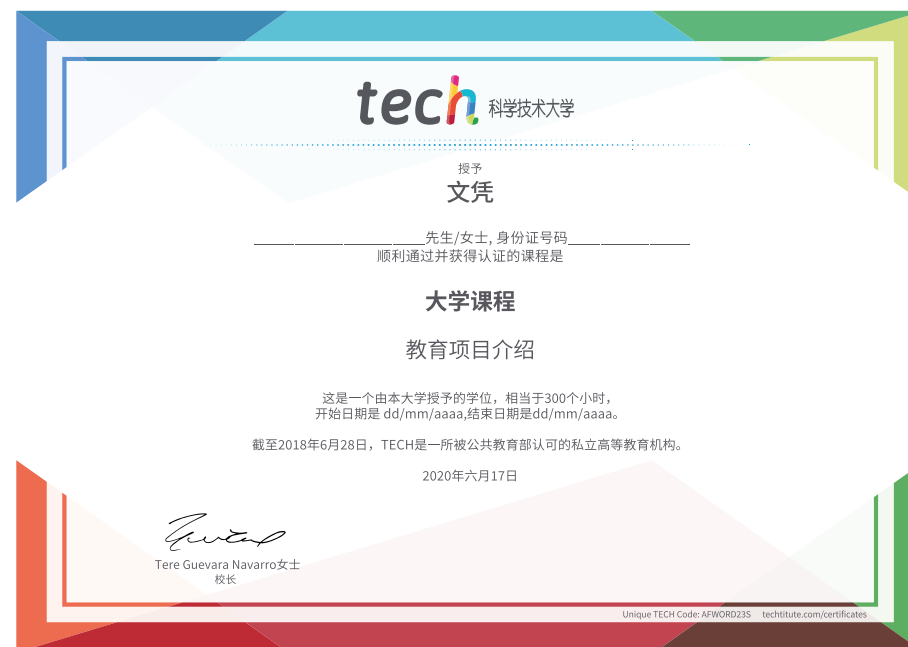 tech 科学技术大学
授予
文凭
先生/女士, 身份证号码
顺利通过并获得认证的课程是
大学课程
教育项目介绍
这是一个由本大学授予的学位，相当于300个小时，
开始日期是 dd/mm/aaaa,结束日期是dd/mm/aaaa。
截至2018年6月28日，TECH是一所被公共教育部认可的私立高等教育机构。
2020年六月17日
Tere Guevara Navarro女士
校长
Unique TECH Code: AFWORD23S techtitute.com/certificates